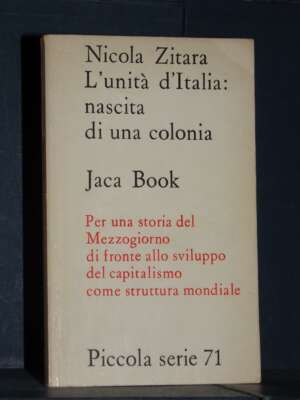 Nicola Zitara
L'unità d'Italia:
nascita
di una colonia
Jaca Book
Per una storia del
Mezzogiorno
di fronte allo sviluppo
del capitalismo
come struttura mondiale
Piccola serie 71